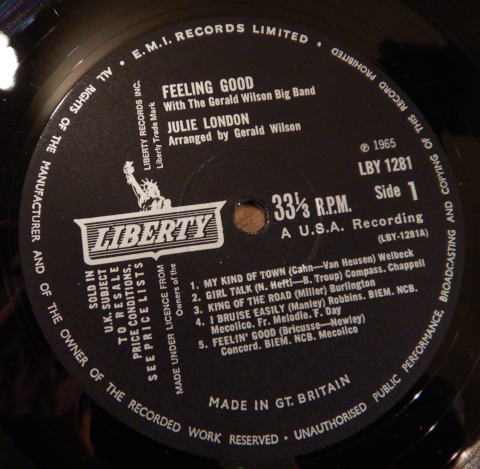 E.M.I. RECORDS LIMITED •
ALL RIGHTS OF THE MANUFACTURER AND OF THE OWNER OF THE RECORDED WORK RESERVED • UNAUTHORISED PUBLIC PERFORMANCE, BROADCASTING AND COPYING OF THIS RECORD PROHIBITED
FEELING GOOD
With The Gerald Wilson Big Band
JULIE LONDON
Arranged by Gerald Wilson
LIBERTY RECORDS INC.
Liberty Trade Mark
℗ 1965
LBY 1281
Side 1
33⅓ R.P.M.
A U.S.A. Recording
(LBY-1281A)
LIBERTY
SOLD IN
U.K. SUBJECT
TO RESALE
PRICE CONDITIONS,
SEE PRICE LISTS
MADE UNDER LICENCE FROM
Owners of the
1. MY KIND OF TOWN (Cahn—Van Heusen) Welbeck
2. GIRL TALK (N. Hefti—B. Troup) Compass. Chappell
3. KING OF THE ROAD (Miller) Burlington
4. I BRUISE EASILY (Manley) Robbins. BIEM. NCB.
Mecolico. Fr. Melodie. F. Day
5. FEELIN' GOOD (Bricusse—Newley)
Concord. BIEM. NCB. Mecolico
MADE IN GT. BRITAIN